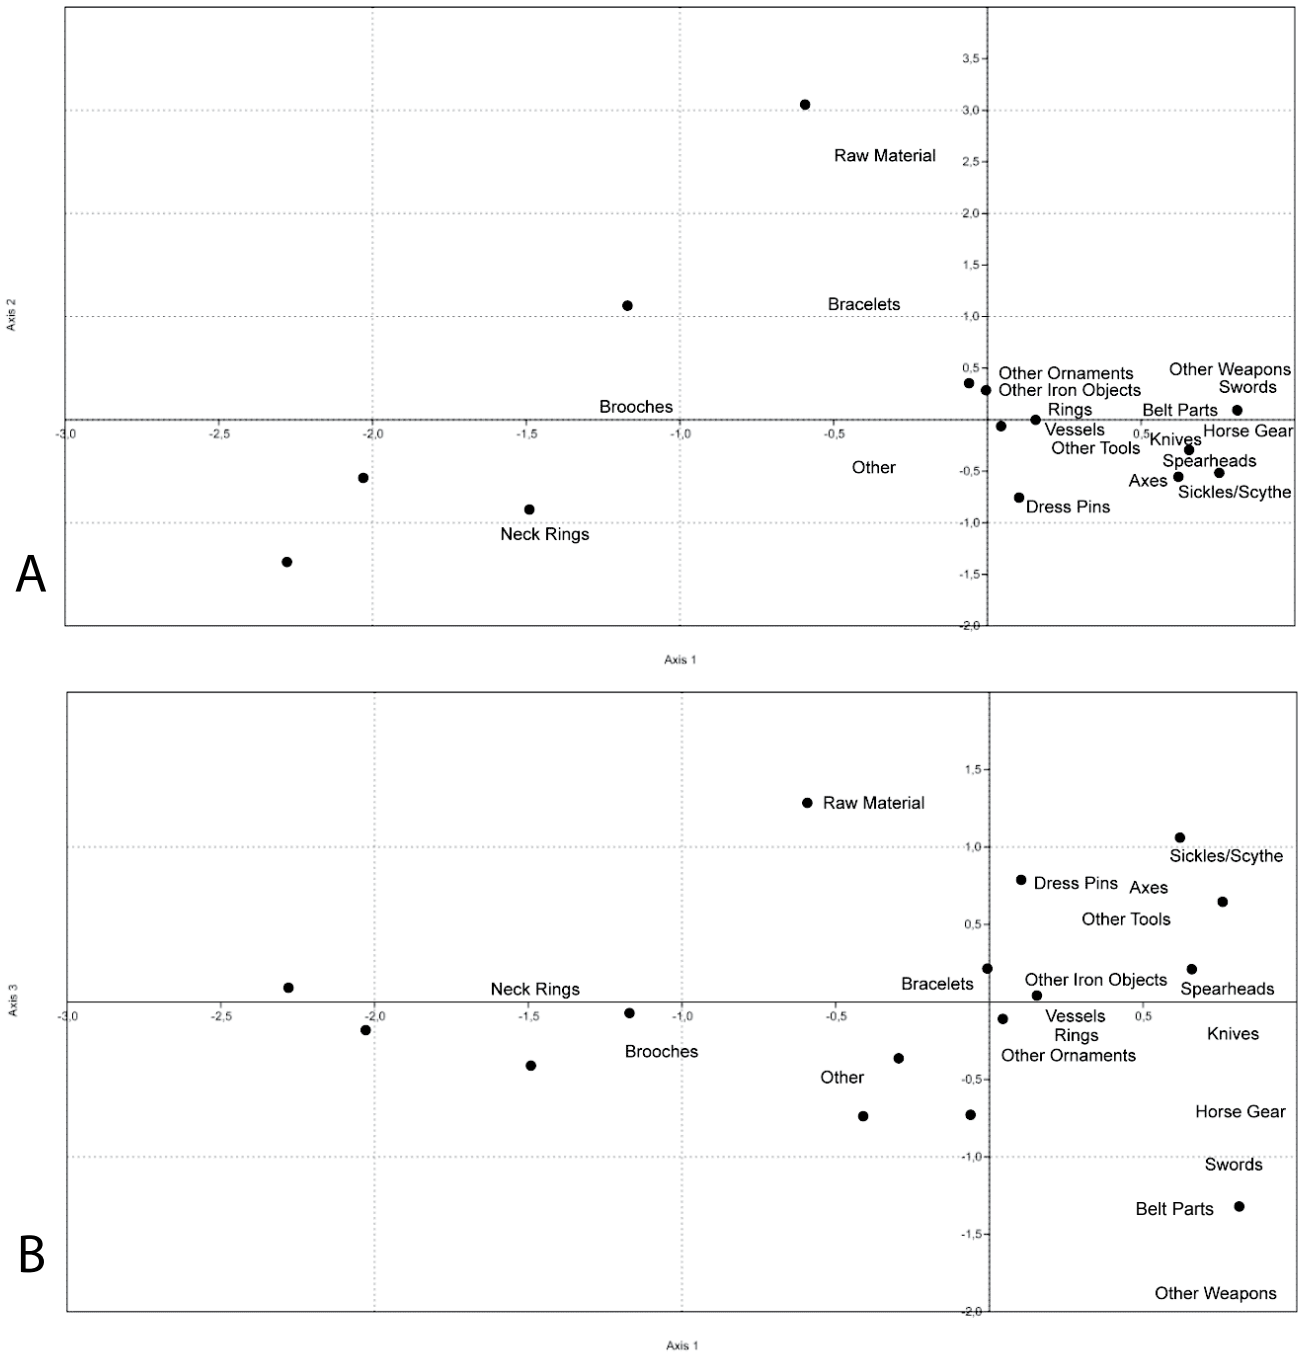 3,5
3,0
Raw Material
2,5
2,0
1,5
Bracelets
1,0
Axis 2
0,5
Other Ornaments
Other Weapons
Other Iron Objects
Swords
Brooches
Rings
Belt Parts
-3,0
-2,5
-2,0
-1,5
-1,0
-0,5
Vessels
0,5
Horse Gear
Other Tools
Knives
Other
-0,5
Spearheads
Axes
Sickles/Scythe
Dress Pins
Neck Rings
-1,0
A
-1,5
-2,0
Axis 1
1,5
Raw Material
1,0
Sickles/Scythe
Dress Pins
Axes
Other Tools
0,5
Axis 3
Neck Rings
Bracelets
Other Iron Objects
Spearheads
-3,0
-2,5
-2,0
-1,5
-1,0
-0,5
Vessels
0,5
Rings
Knives
Brooches
Other Ornaments
Other
-0,5
Horse Gear
-1,0
Swords
Belt Parts
B
-1,5
Other Weapons
-2,0
Axis 1